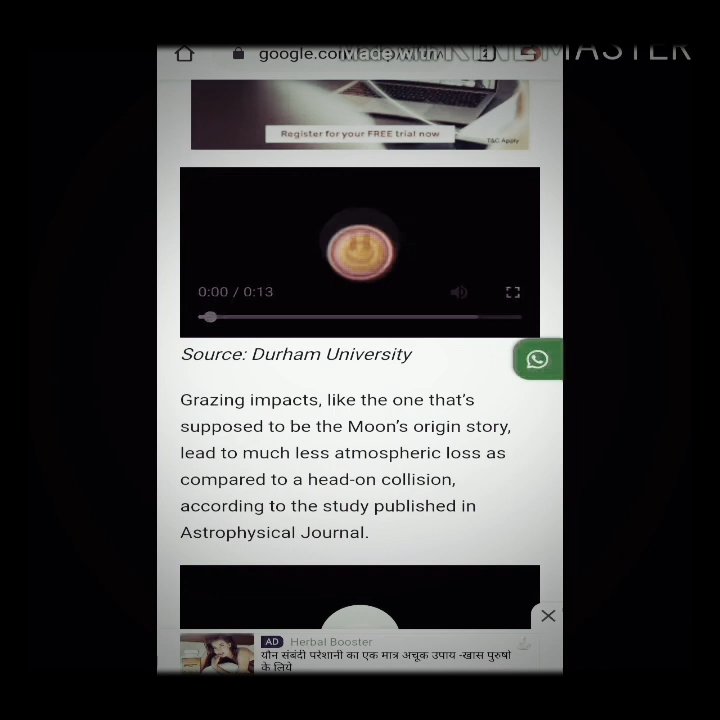 google.com
Made with KINEMASTER
2
Register for your FREE trial now
T&C Apply
0:00 / 0:13
Source: Durham University
Grazing impacts, like the one that's
supposed to be the Moon's origin story,
lead to much less atmospheric loss as
compared to a head-on collision,
according to the study published in
Astrophysical Journal.
AD Herbal Booster
यौन संबंदी परेशानी का एक मात्र अचूक उपाय -खास पुरुषो
के लिये